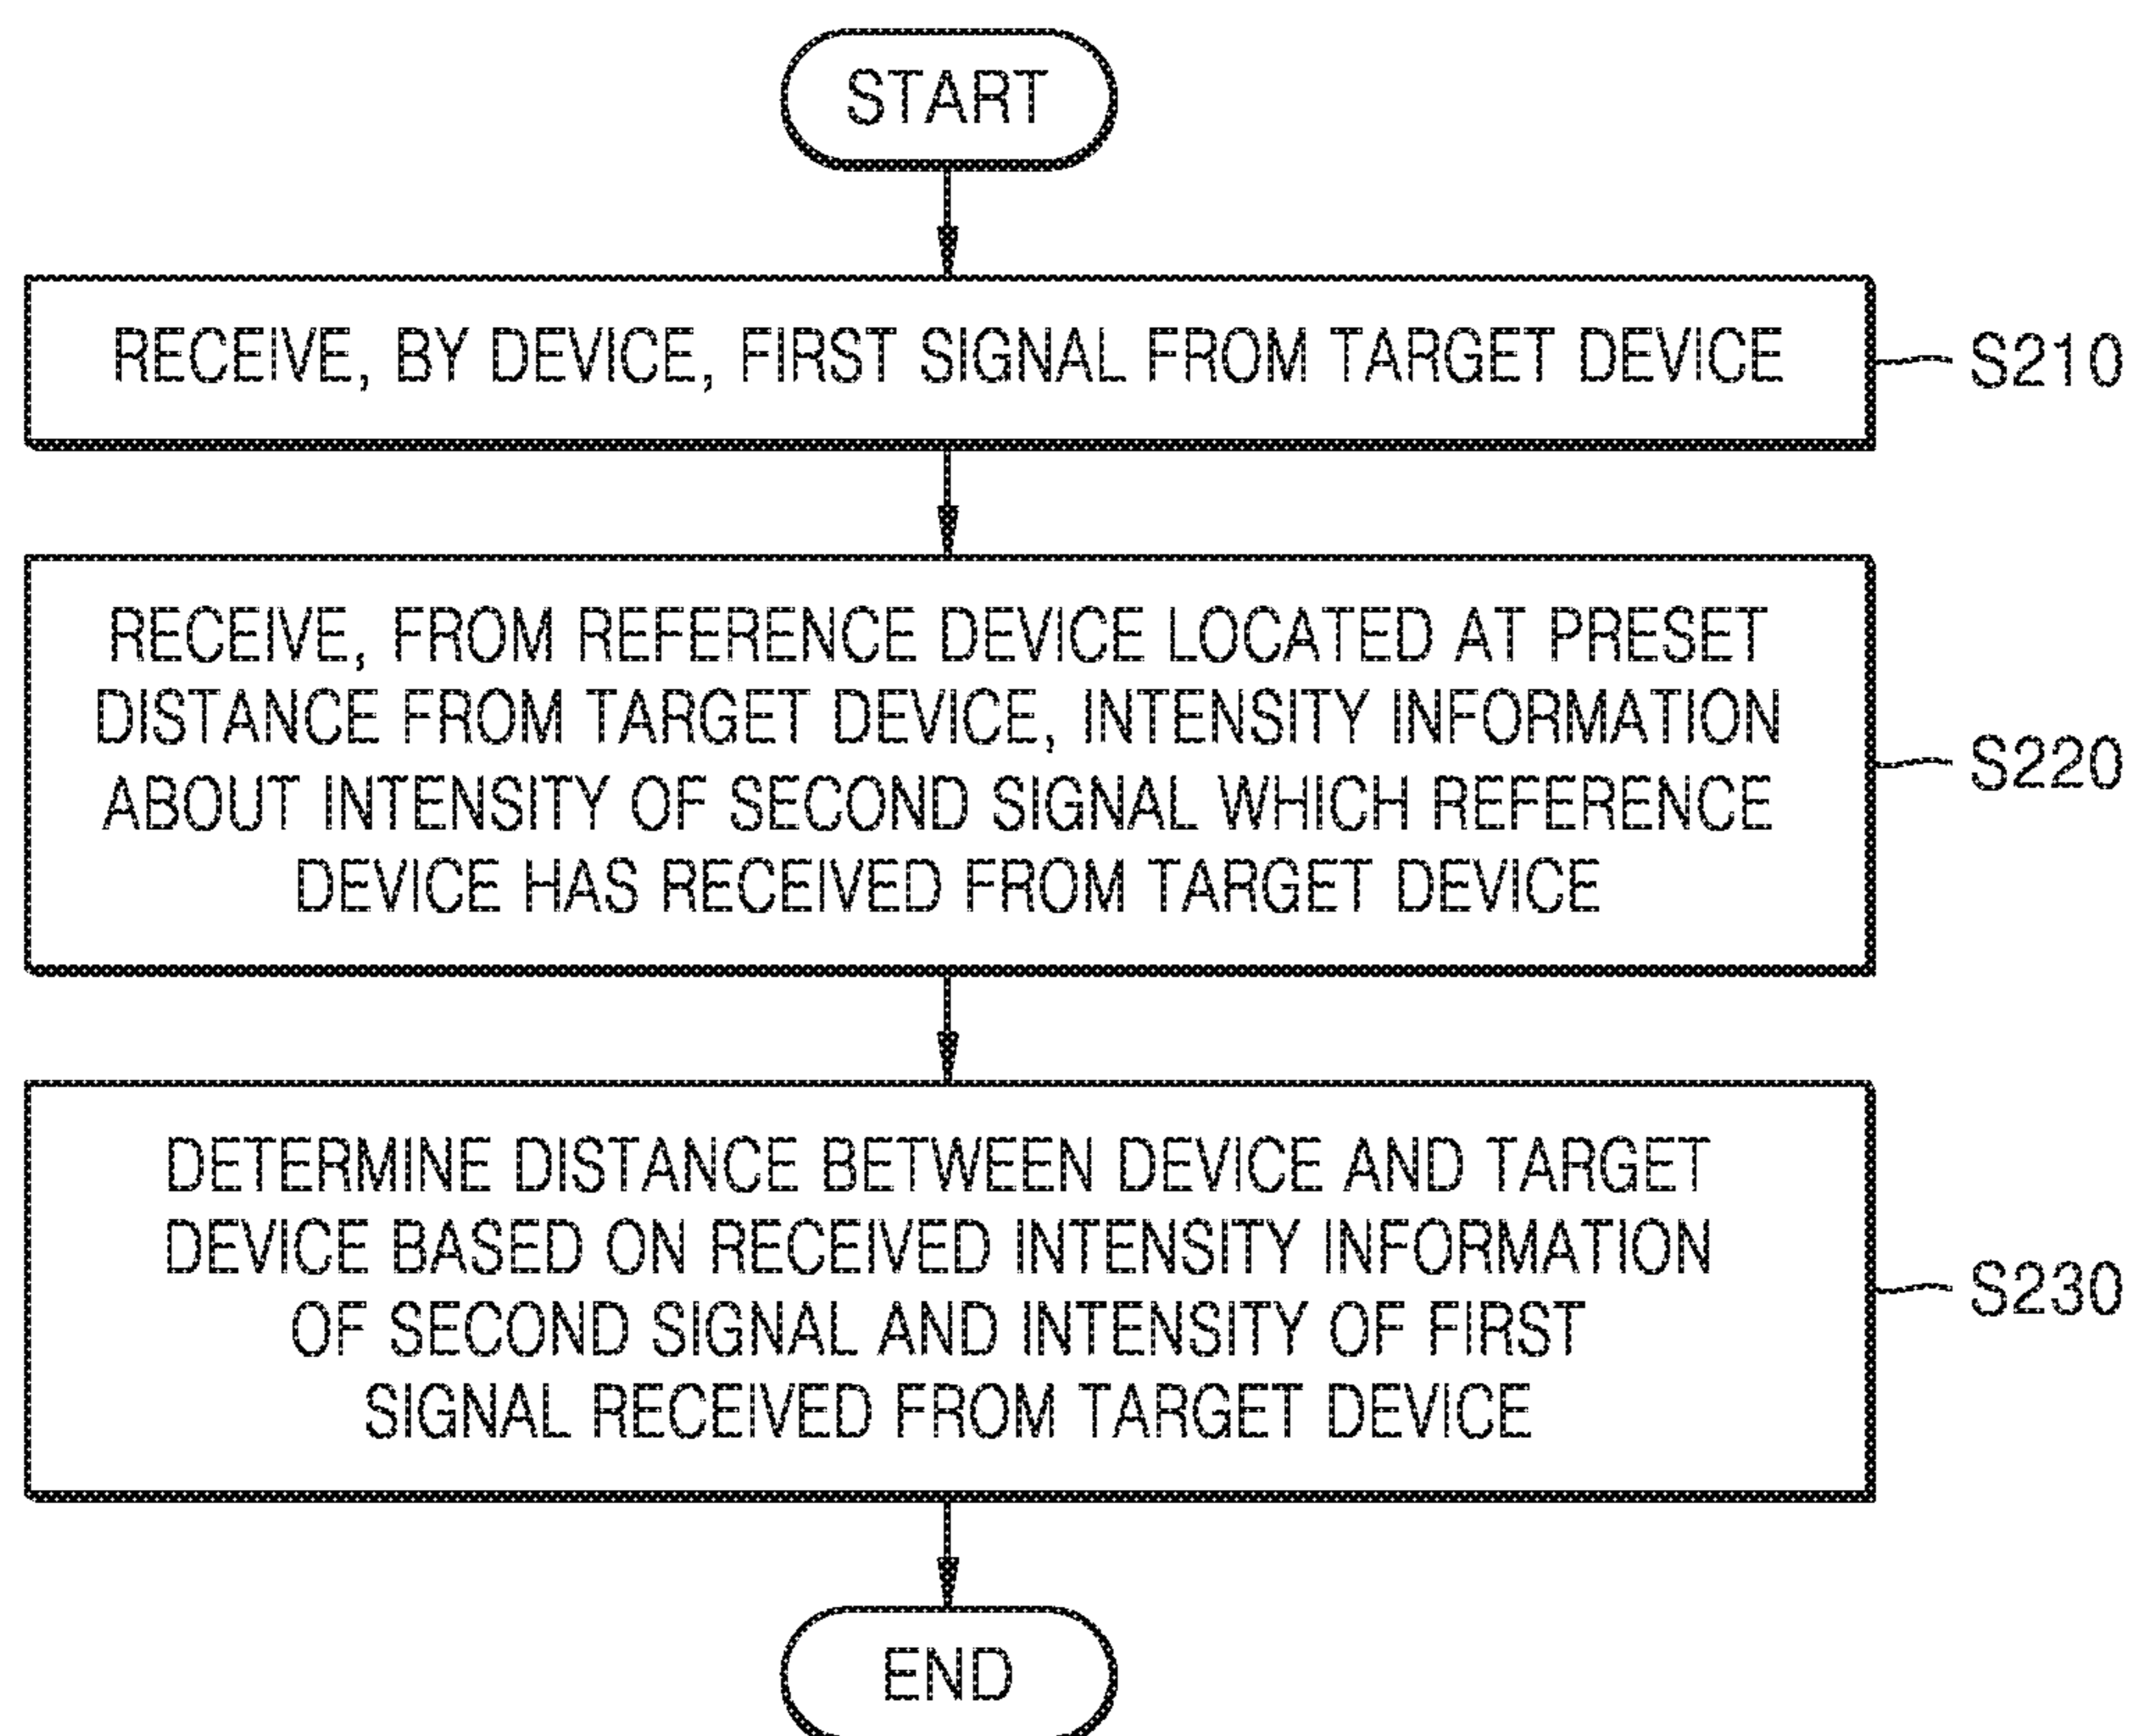 START
RECEIVE, BY DEVICE, FIRST SIGNAL FROM TARGET DEVICE
S210
RECEIVE, FROM REFERENCE DEVICE LOCATED AT PRESET
DISTANCE FROM TARGET DEVICE, INTENSITY INFORMATION
ABOUT INTENSITY OF SECOND SIGNAL WHICH REFERENCE
DEVICE HAS RECEIVED FROM TARGET DEVICE
S220
DETERMINE DISTANCE BETWEEN DEVICE AND TARGET
DEVICE BASED ON RECEIVED INTENSITY INFORMATION
OF SECOND SIGNAL AND INTENSITY OF FIRST
SIGNAL RECEIVED FROM TARGET DEVICE
S230
END